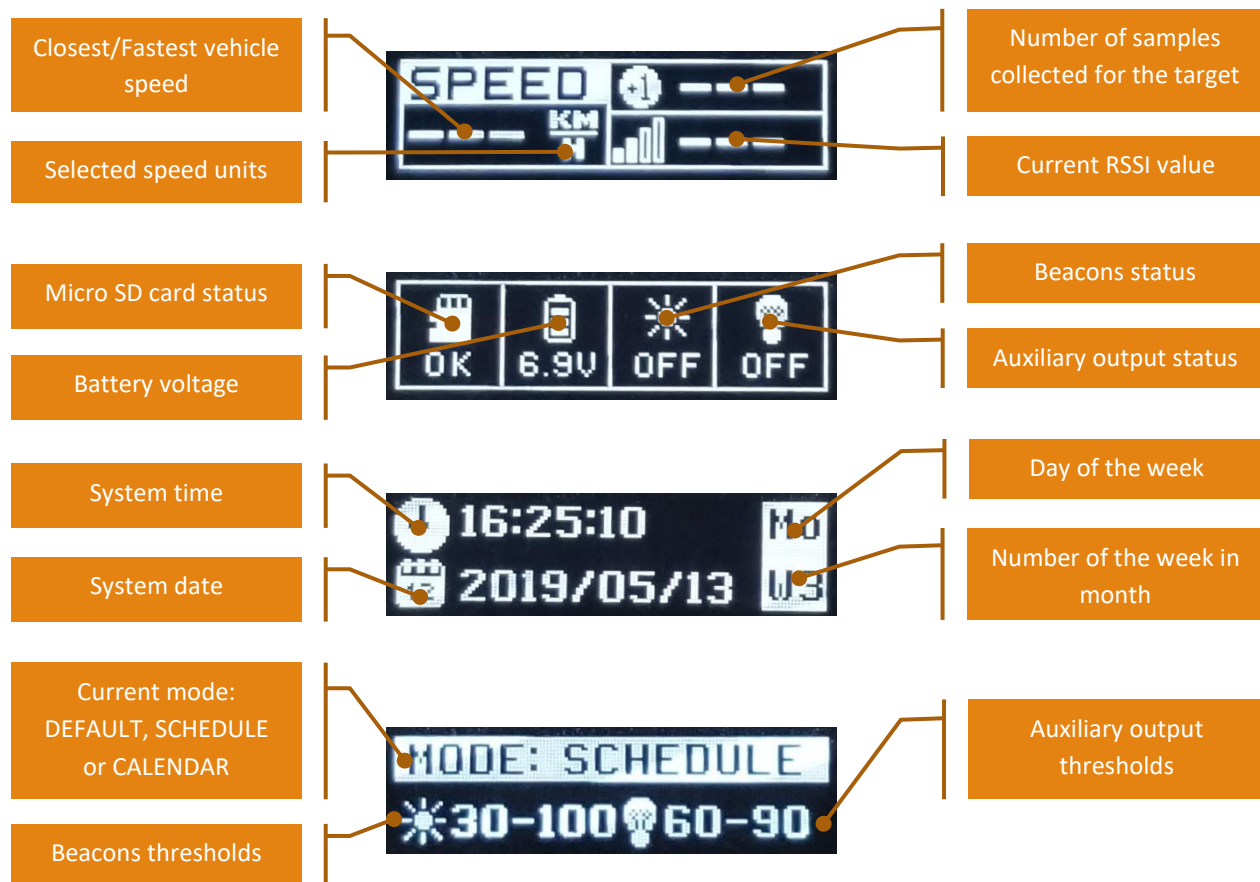 Closest/Fastest vehicle
speed
Selected speed units
SPEED
+1
---
---
KM
H
---
Number of samples
collected for the target
Current RSSI value
Micro SD card status
Battery voltage
OK
6.9V
OFF
OFF
Beacons status
Auxiliary output status
System time
System date
16:25:10
Mo
2019/05/13
W3
Day of the week
Number of the week in
month
Current mode:
DEFAULT, SCHEDULE
or CALENDAR
Beacons thresholds
MODE: SCHEDULE
30-100
60-90
Auxiliary output
thresholds